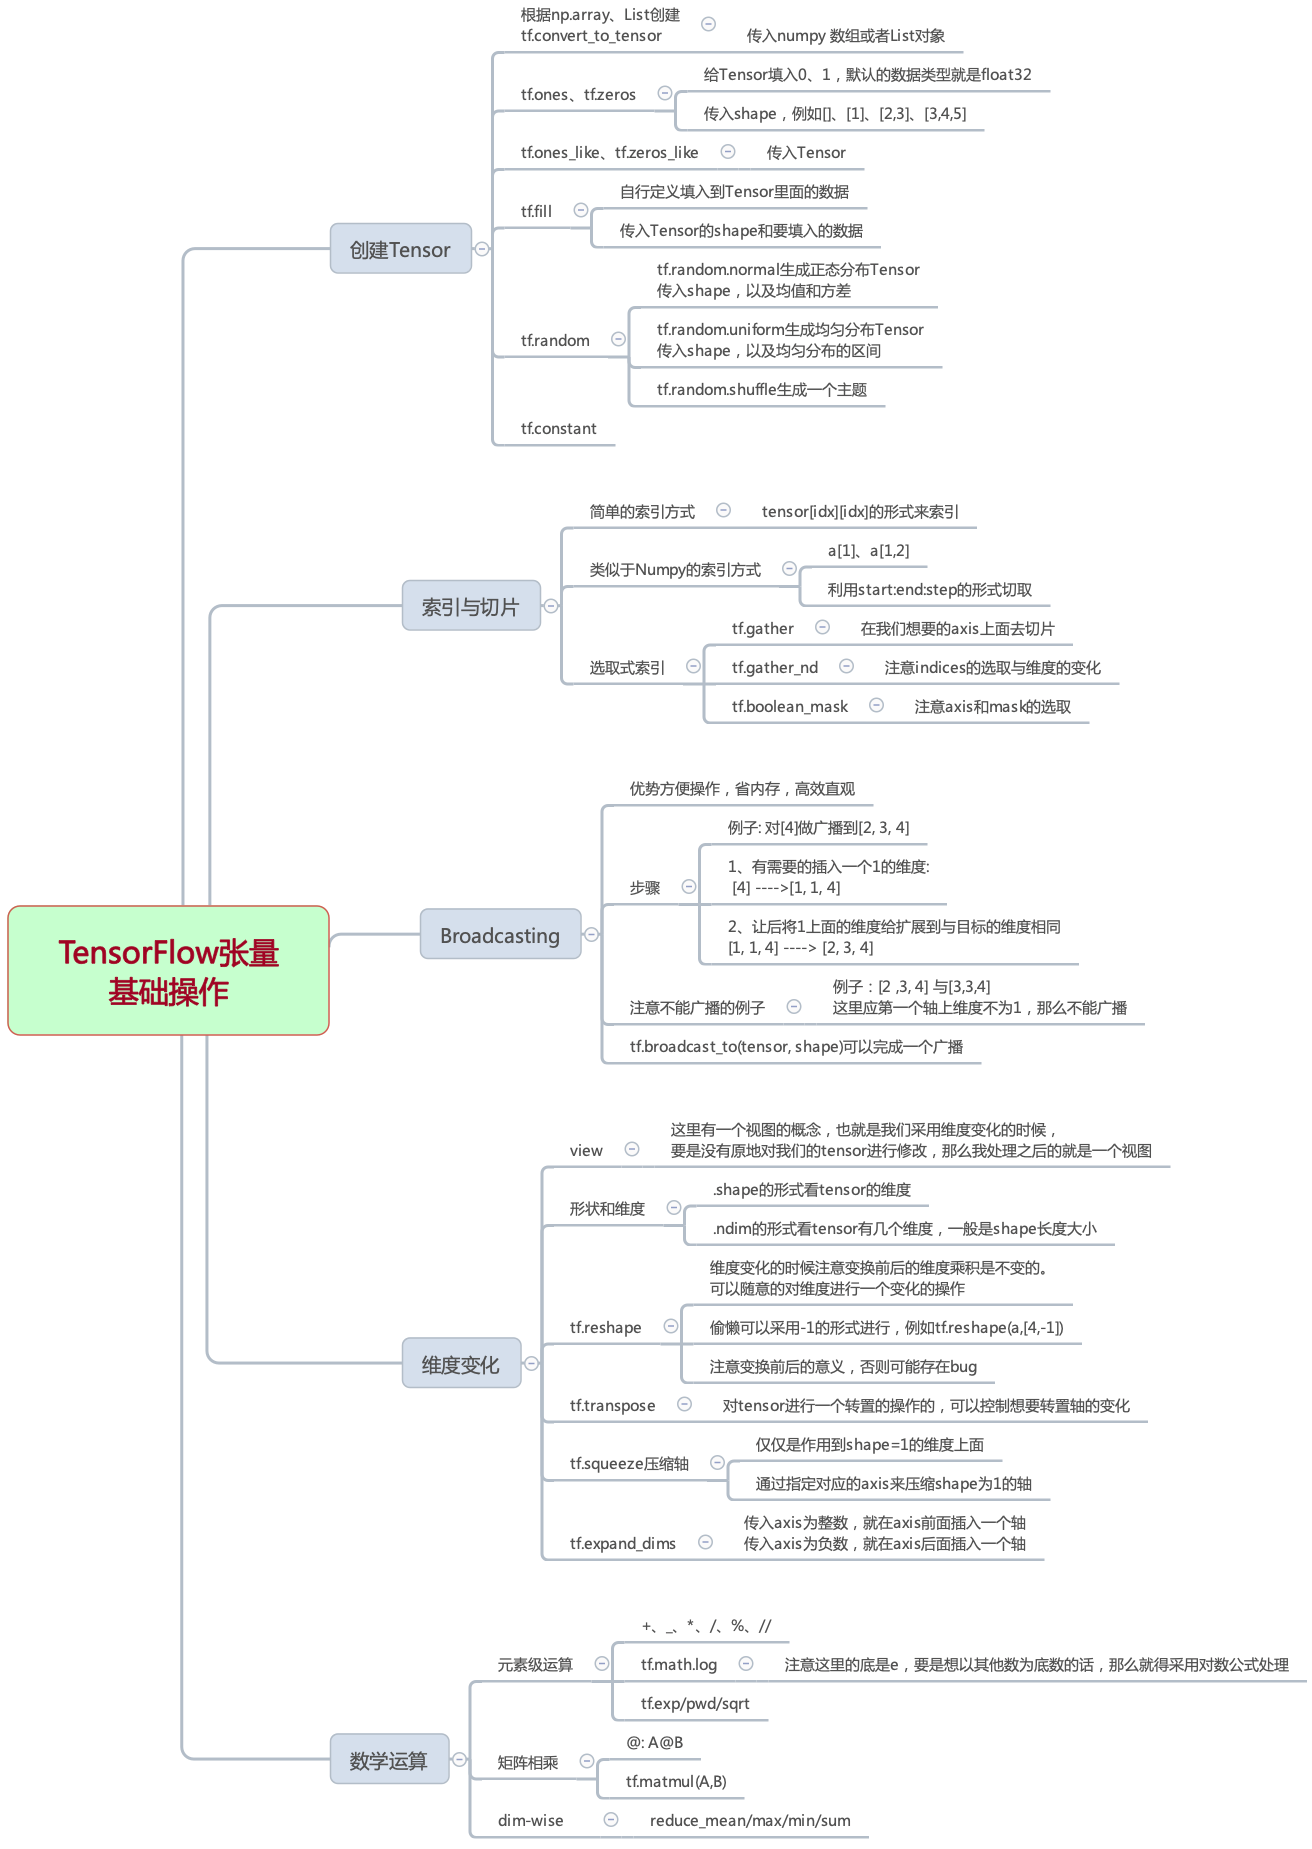 TensorFlow张量
基础操作
创建Tensor
根据np.array、List创建
tf.convert_to_tensor
传入numpy 数组或者List对象
tf.ones、tf.zeros
给Tensor填入0、1，默认的数据类型就是float32
传入shape，例如[]、[1]、[2,3]、[3,4,5]
tf.ones_like、tf.zeros_like
传入Tensor
tf.fill
自行定义填入到Tensor里面的数据
传入Tensor的shape和要填入的数据
tf.random
tf.random.normal生成正态分布Tensor
传入shape，以及均值和方差
tf.random.uniform生成均匀分布Tensor
传入shape，以及均匀分布的区间
tf.random.shuffle生成一个主题
tf.constant
索引与切片
简单的索引方式
tensor[idx][idx]的形式来索引
类似于Numpy的索引方式
a[1]、a[1,2]
利用start:end:step的形式切取
选取式索引
tf.gather
在我们想要的axis上面去切片
tf.gather_nd
注意indices的选取与维度的变化
tf.boolean_mask
注意axis和mask的选取
Broadcasting
优势方便操作，省内存，高效直观
步骤
例子: 对[4]做广播到[2, 3, 4]
1、有需要的插入一个1的维度:
[4] ---->[1, 1, 4]
2、让后将1上面的维度给扩展到与目标的维度相同
[1, 1, 4] ----> [2, 3, 4]
注意不能广播的例子
例子：[2 ,3, 4] 与[3,3,4]
这里应第一个轴上维度不为1，那么不能广播
tf.broadcast_to(tensor, shape)可以完成一个广播
维度变化
view
这里有一个视图的概念，也就是我们采用维度变化的时候，
要是没有原地对我们的tensor进行修改，那么我处理之后的就是一个视图
形状和维度
.shape的形式看tensor的维度
.ndim的形式看tensor有几个维度，一般是shape长度大小
tf.reshape
维度变化的时候注意变换前后的维度乘积是不变的。
可以随意的对维度进行一个变化的操作
偷懒可以采用-1的形式进行，例如tf.reshape(a,[4,-1])
注意变换前后的意义，否则可能存在bug
tf.transpose
对tensor进行一个转置的操作的，可以控制想要转置轴的变化
tf.squeeze压缩轴
仅仅是作用到shape=1的维度上面
通过指定对应的axis来压缩shape为1的轴
tf.expand_dims
传入axis为整数，就在axis前面插入一个轴
传入axis为负数，就在axis后面插入一个轴
数学运算
元素级运算
+、_、*、/、%、//
tf.math.log
注意这里的底是e，要是想以其他数为底数的话，那么就得采用对数公式处理
tf.exp/pwd/sqrt
矩阵相乘
@: A@B
tf.matmul(A,B)
dim-wise
reduce_mean/max/min/sum